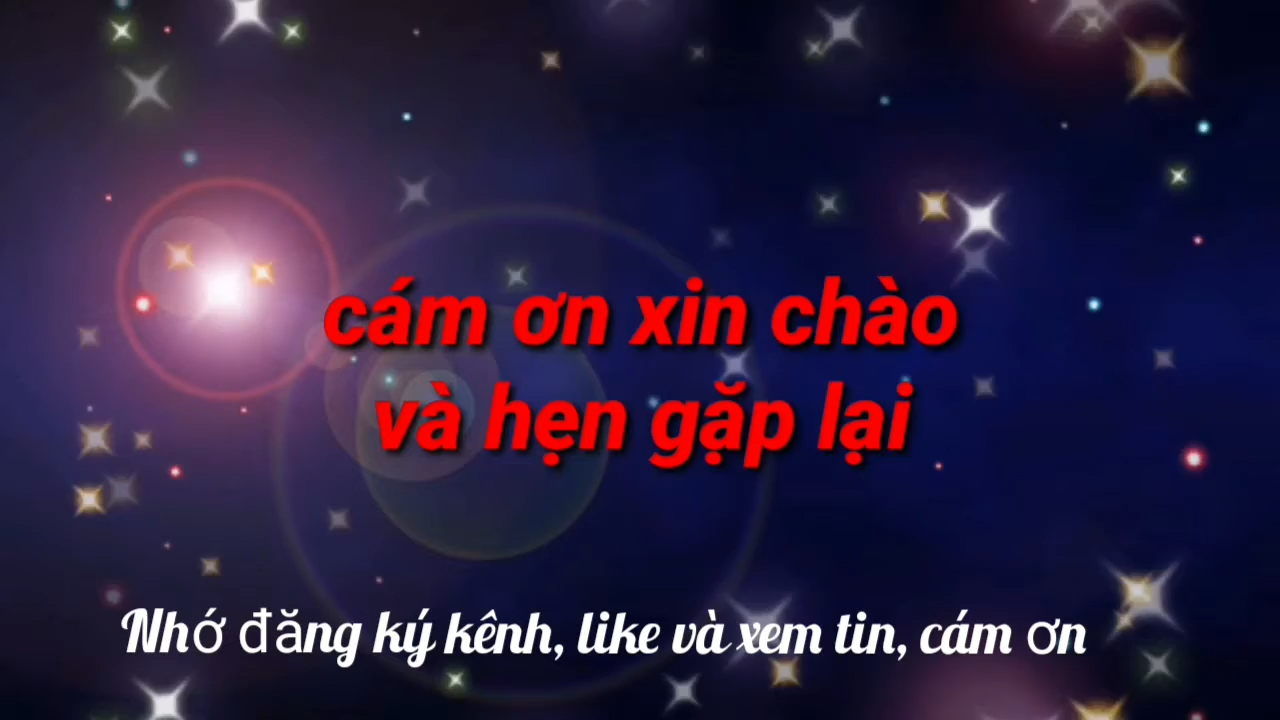 cám ơn xin chào
và hẹn gặp lại
Nhớ đăng ký kênh, like và xem tin, cám ơn